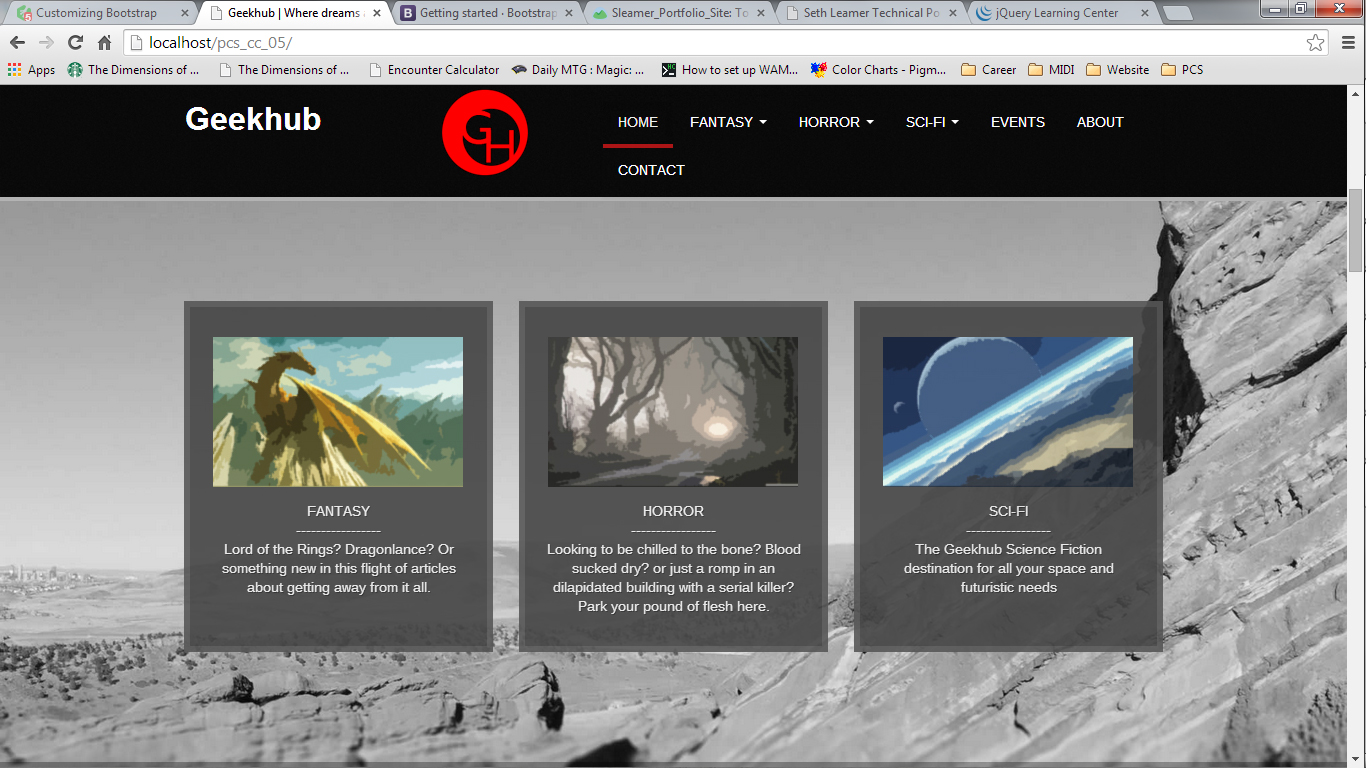 Customizing Bootstrap
Geekhub | Where dreams
Getting started · Bootstrap
Sleamer_Portfolio_Site: To
Seth Leamer Technical Po
jQuery Learning Center
localhost/pcs_cc_05/
Apps
The Dimensions of ...
The Dimensions of ...
Encounter Calculator
Daily MTG : Magic: ...
How to set up WAM...
Color Charts - Pigm...
Career
MIDI
Website
PCS
Geekhub
GH
HOME
FANTASY
HORROR
SCI-FI
EVENTS
ABOUT
CONTACT
FANTASY
-----------------
Lord of the Rings? Dragonlance? Or
something new in this flight of articles
about getting away from it all.
HORROR
-----------------
Looking to be chilled to the bone? Blood
sucked dry? or just a romp in an
dilapidated building with a serial killer?
Park your pound of flesh here.
SCI-FI
-----------------
The Geekhub Science Fiction
destination for all your space and
futuristic needs